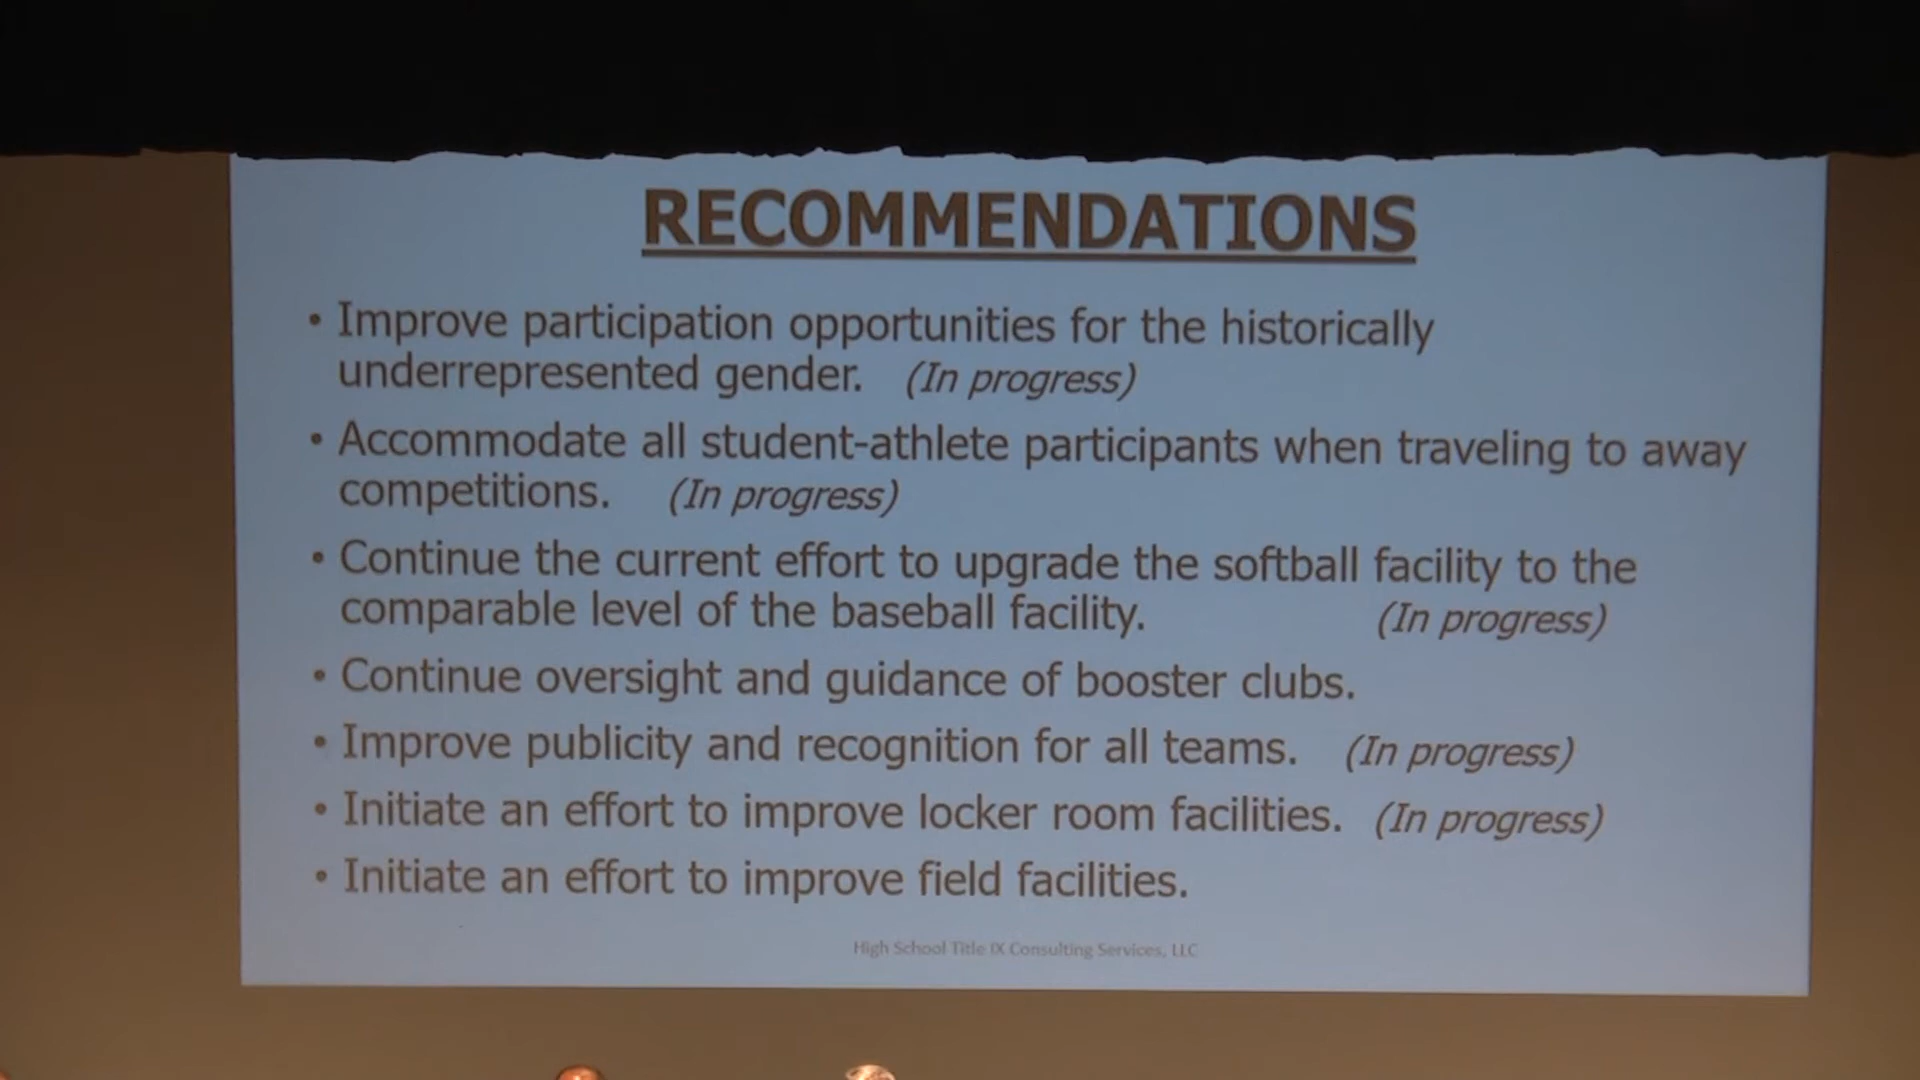 RECOMMENDATIONS
• Improve participation opportunities for the historically
underrepresented gender. (In progress)
• Accommodate all student-athlete participants when traveling to away
competitions. (In progress)
• Continue the current effort to upgrade the softball facility to the
comparable level of the baseball facility. (In progress)
• Continue oversight and guidance of booster clubs.
• Improve publicity and recognition for all teams. (In progress)
• Initiate an effort to improve locker room facilities. (In progress)
• Initiate an effort to improve field facilities.
High School Title IX Consulting Services, LLC